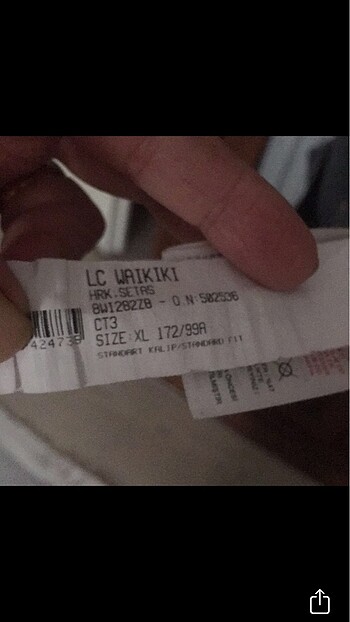 LC WAIKIKI
HRK.SETAS
8W1282Z8 - O.N:502536
CT3
SIZE:XL 172/99A
STANDART KALIP/STANDARD FIT